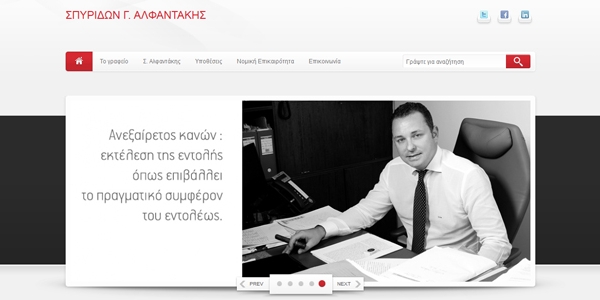 ΣΠΥΡΙΔΩΝ Γ. ΑΛΦΑΝΤΑΚΗΣ
Το γραφείο Σ. Αλφαντάκης Υποθέσεις Νομική Επικαιρότητα Επικοινωνία Γράψτε για αναζήτηση
Ανεξαίρετος κανών :
εκτέλεση της εντολής
όπως επιβάλλει
το πραγματικό συμφέρον
του εντολέως.
PREV NEXT